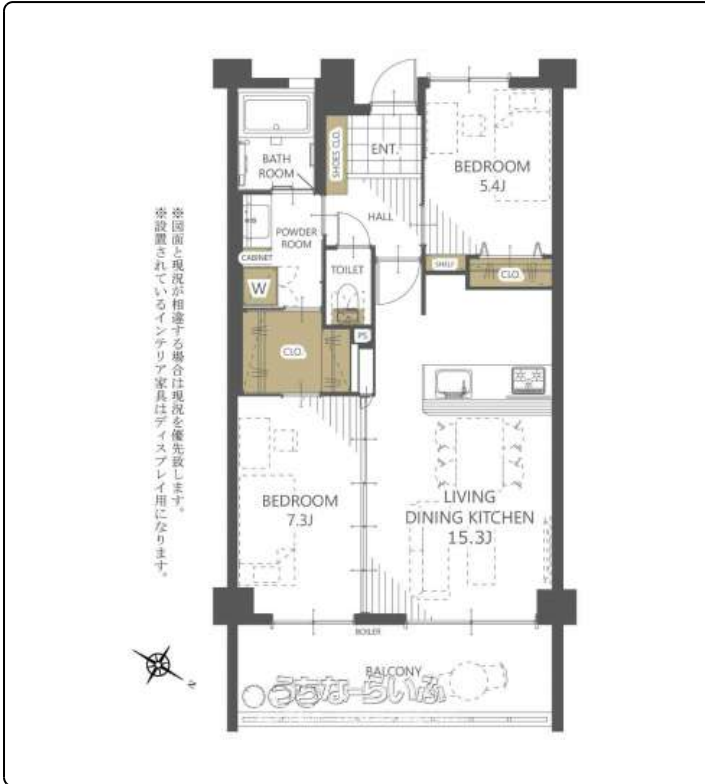 BATH
ROOM
SHOES CLO.
ENT.
BEDROOM
5.4J
HALL
POWDER
ROOM
CABINET
W
TOILET
SHELF
CLO.
PS
CLO.
BEDROOM
7.3J
LIVING
DINING KITCHEN
15.3J
BOILER
BALCONY
うちなーらいふ
N
※図面と現況が相違する場合は現況を優先致します。
※設置されているインテリア家具はディスプレイ用になります。